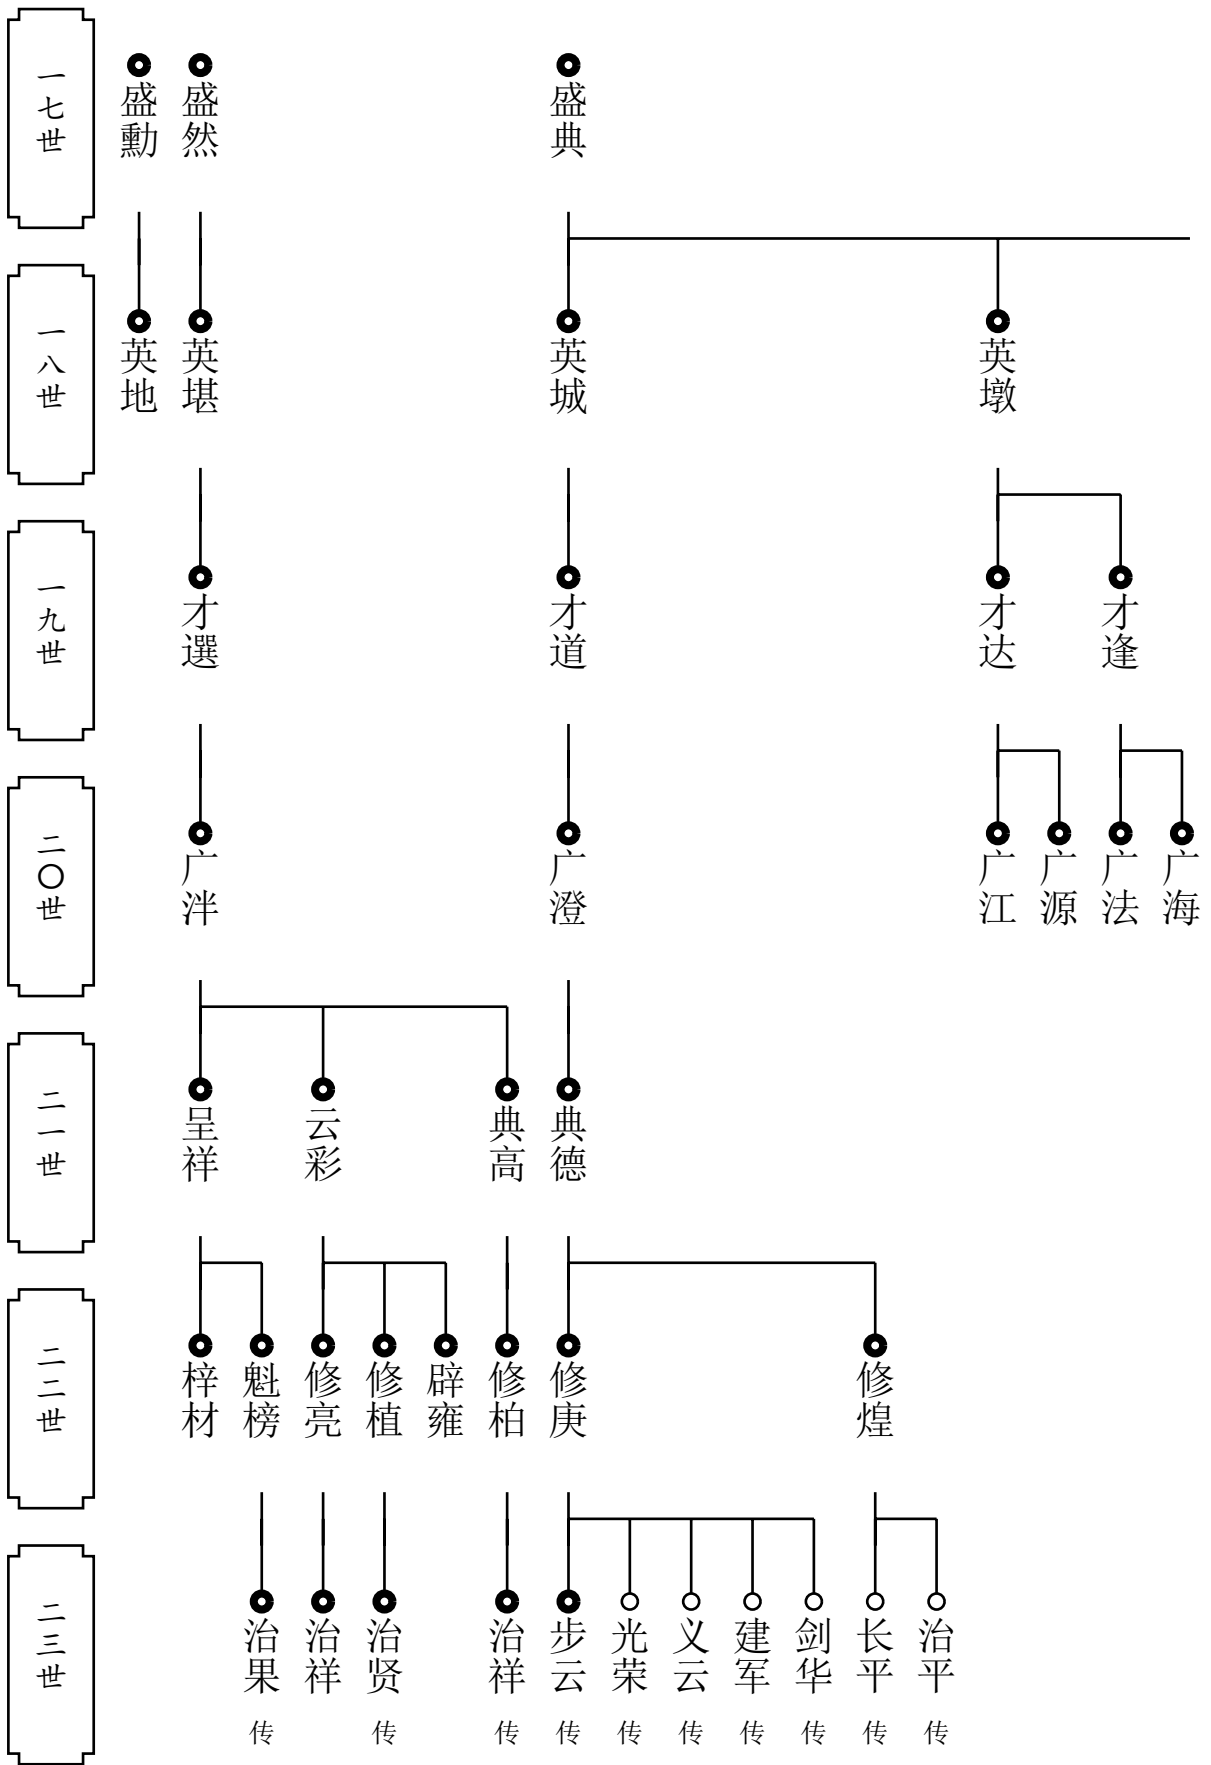 一七世
盛勳
盛然
盛典
一八世
英地
英堪
英城
英墩
一九世
才選
才道
才达
才逢
二〇世
广泮
广澄
广江
广源
广法
广海
二一世
呈祥
云彩
典高
典德
二二世
梓材
魁榜
修亮
修植
辟雍
修柏
修庚
修煌
二三世
治果
治祥
治贤
治祥
步云
光荣
义云
建军
剑华
长平
治平
传
传
传
传
传
传
传
传
传
传